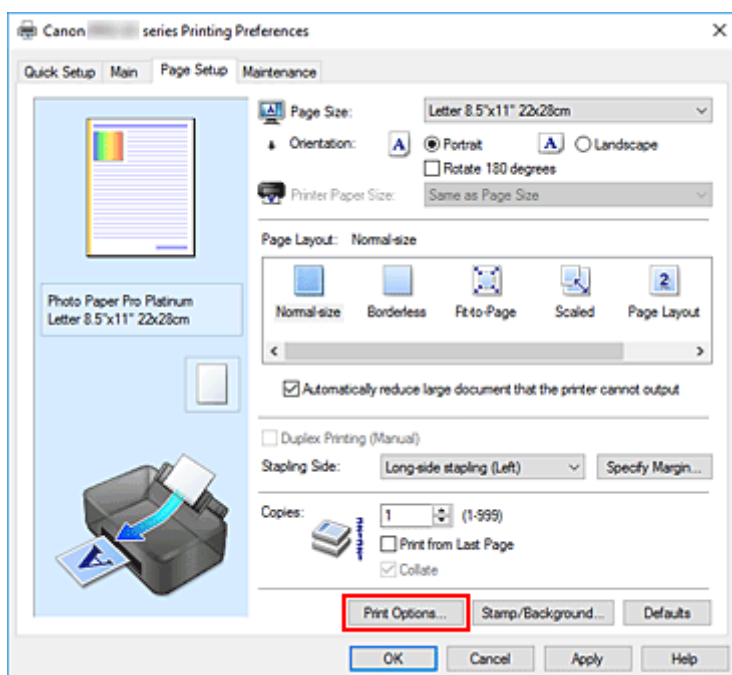 Canon series Printing Preferences
Quick Setup Main Page Setup Maintenance
Page Size: Letter 8.5"x11" 22x28cm
Orientation: A Portrait A Landscape
Rotate 180 degrees
Printer Paper Size: Same as Page Size
Page Layout: Normal-size
2
Normal-size Borderless Fit-to-Page Scaled Page Layout
Photo Paper Pro Platinum
Letter 8.5"x11" 22x28cm
Automatically reduce large document that the printer cannot output
Duplex Printing (Manual)
Stapling Side: Long-side stapling (Left) Specify Margin...
Copies: 1 (1-999)
Print from Last Page
Collate
A
Print Options... Stamp/Background... Defaults
OK Cancel Apply Help